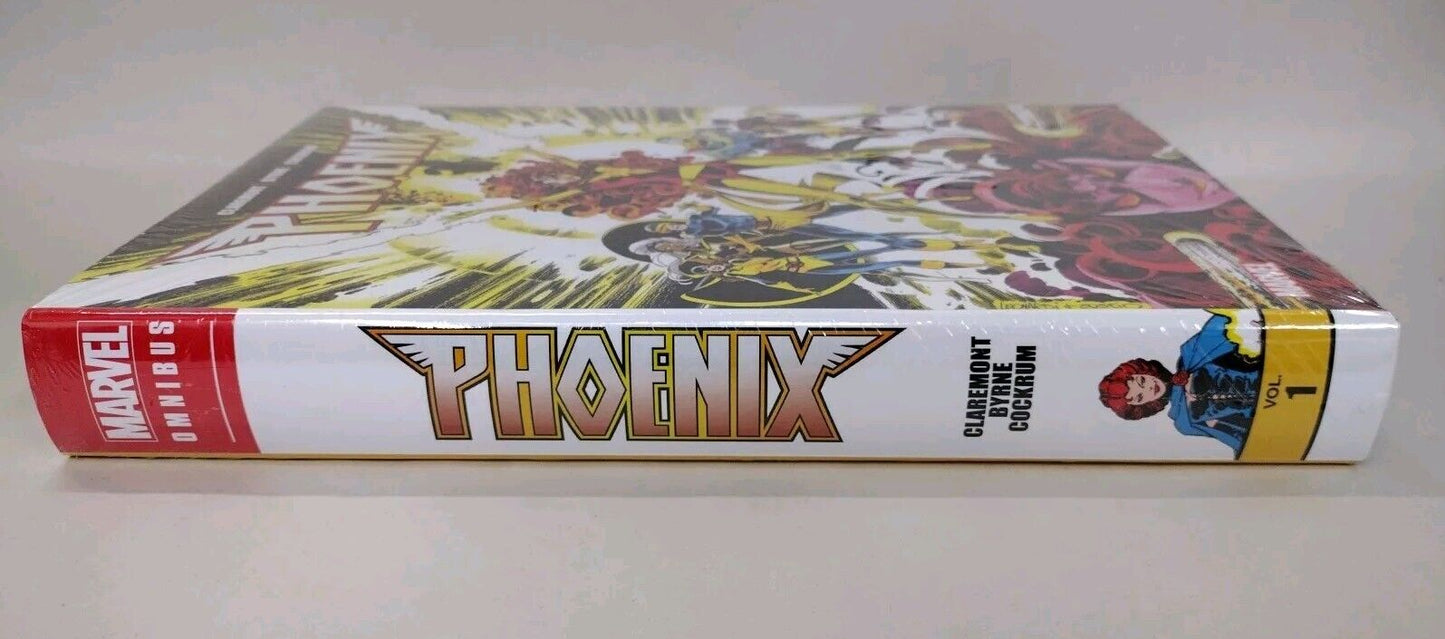 PHOENIX
MARVEL
OMNIBUS
PHOENIX
CLAREMONT
BYRNE
COCKRUM
VOL.
1